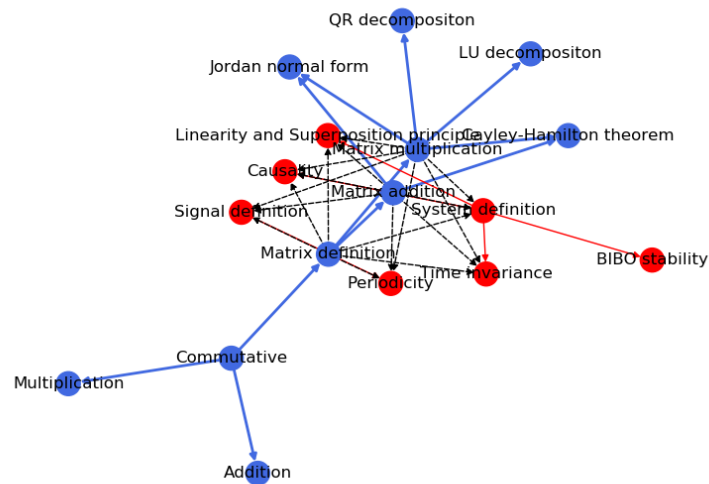 QR decompositon
LU decompositon
Jordan normal form
Linearity and Superposition principle
Cayley-Hamilton theorem
Matrix multiplication
Causality
Matrix addition
Signal definition
System definition
Matrix definition
BIBO stability
Time invariance
Periodicity
Commutative
Multiplication
Addition